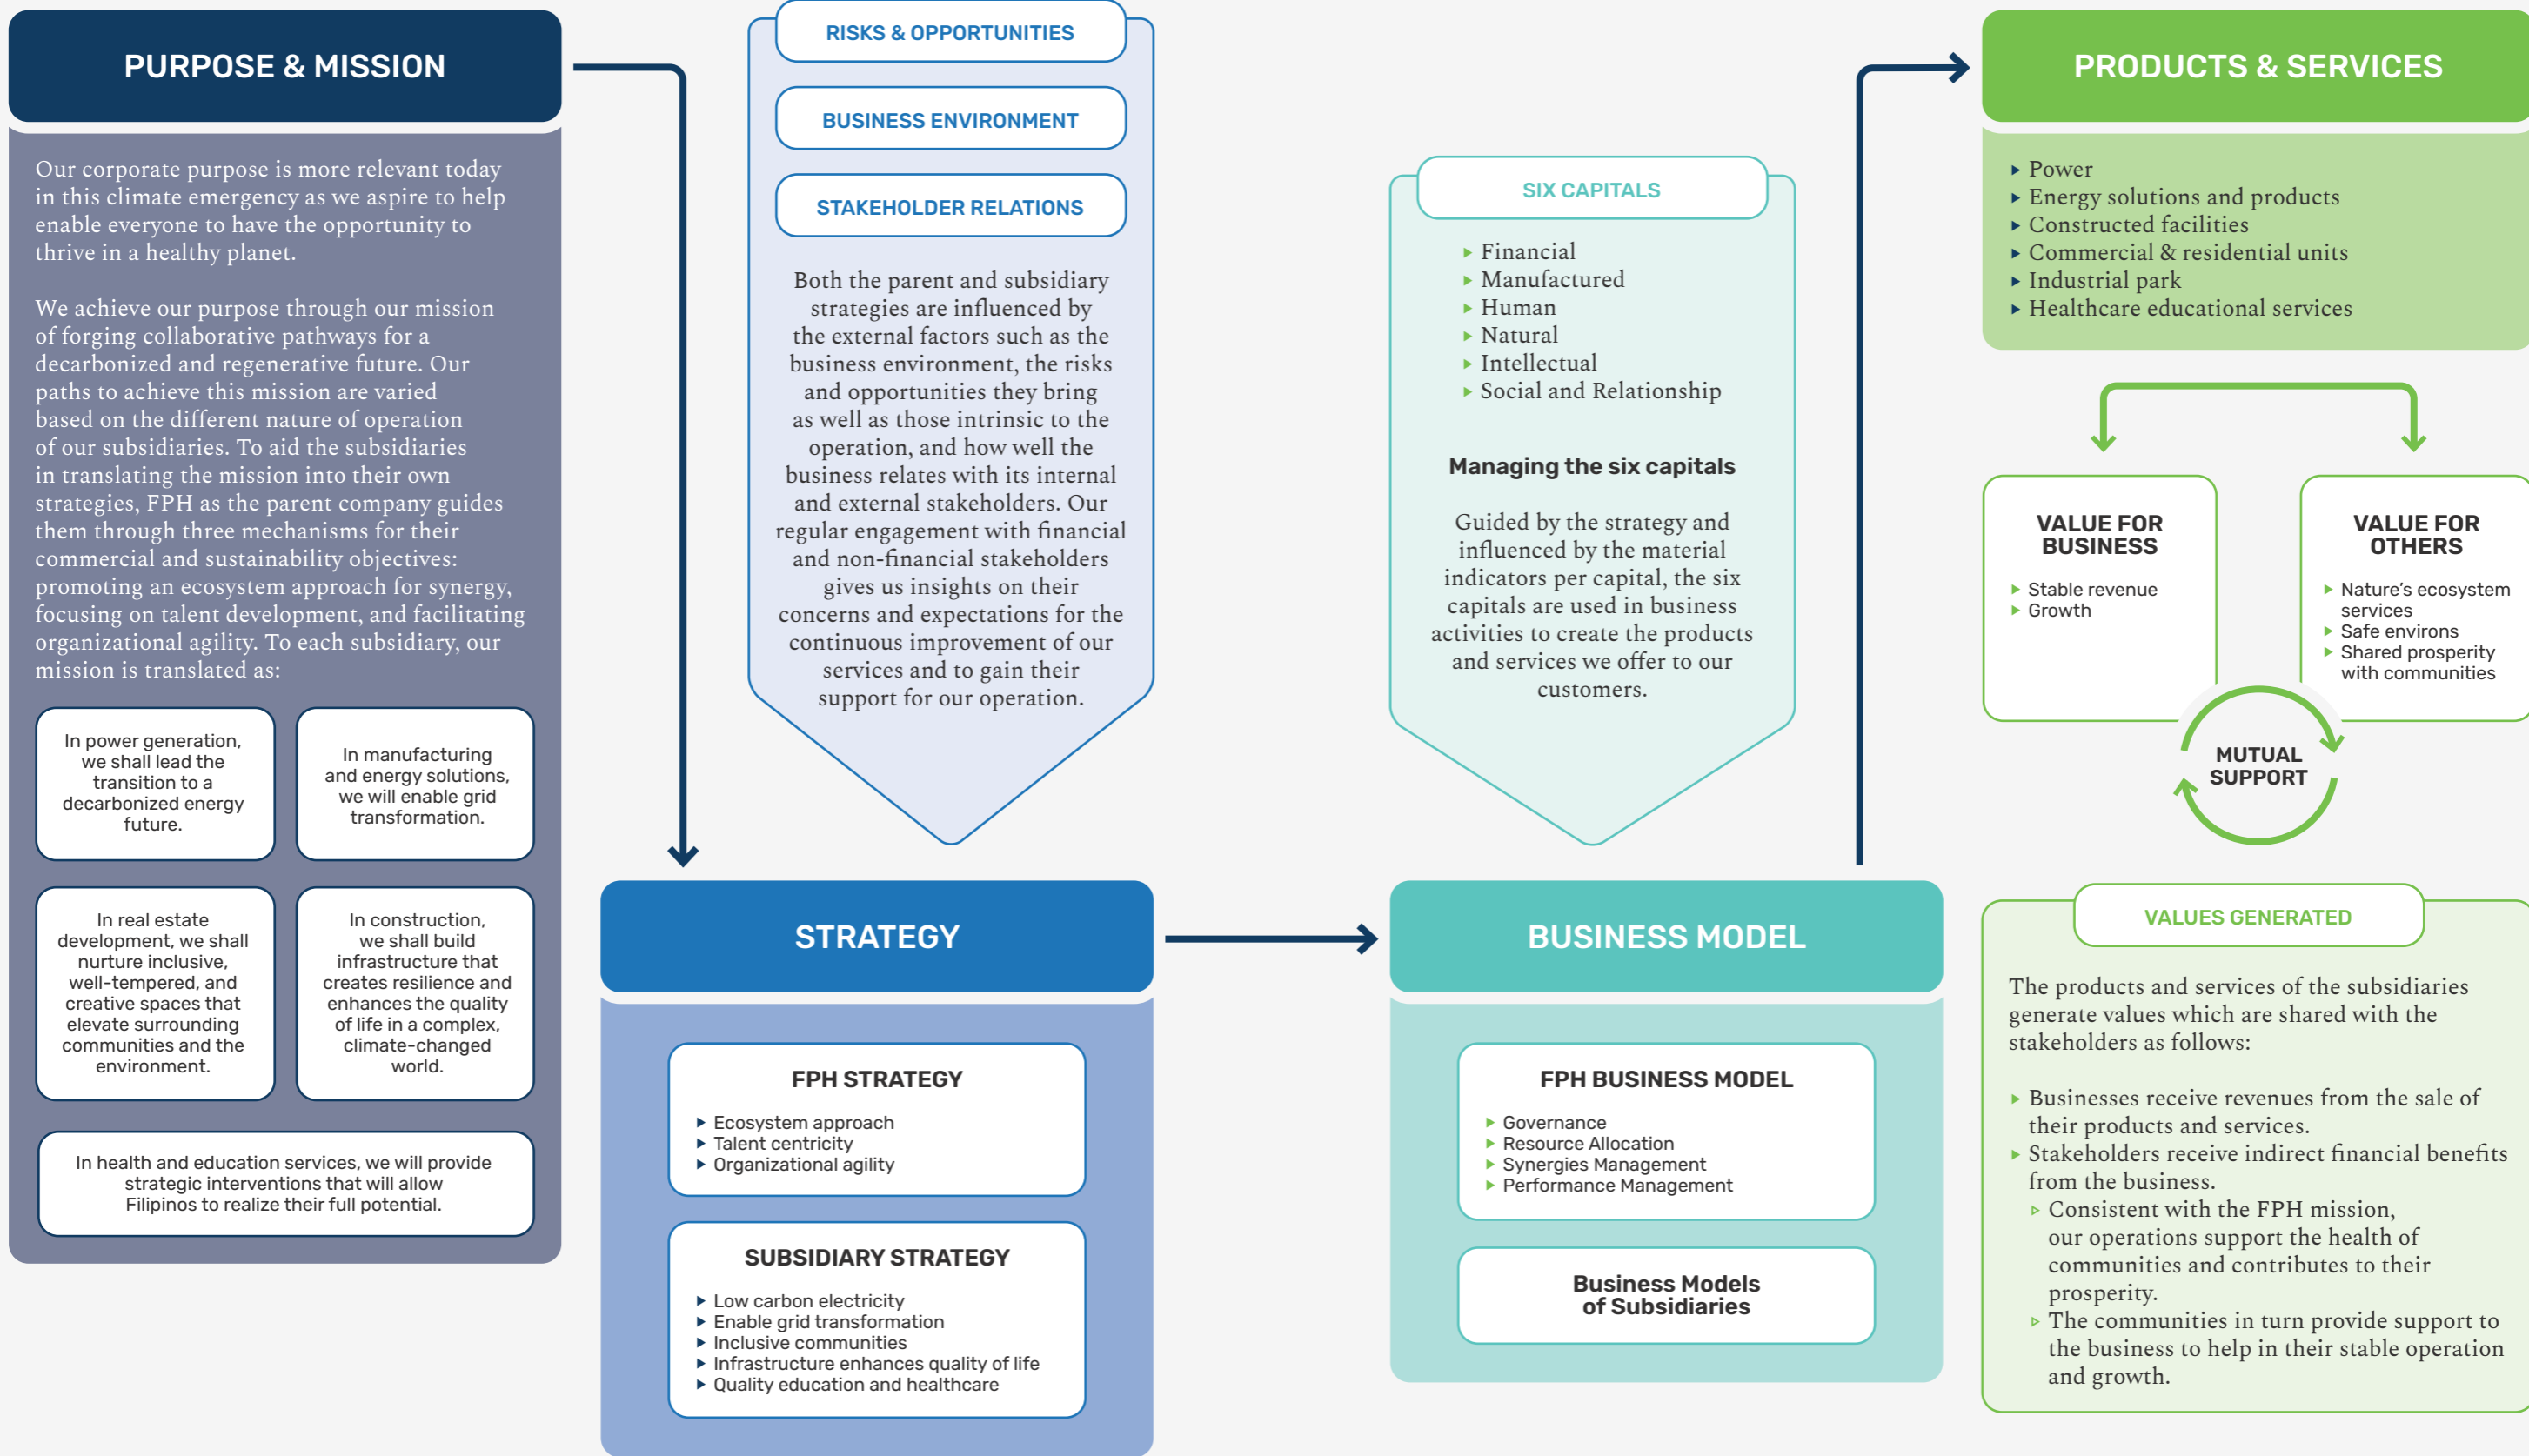 PURPOSE & MISSION
Our corporate purpose is more relevant today
in this climate emergency as we aspire to help
enable everyone to have the opportunity to
thrive in a healthy planet.
We achieve our purpose through our mission
of forging collaborative pathways for a
decarbonized and regenerative future. Our
paths to achieve this mission are varied
based on the different nature of operation
of our subsidiaries. To aid the subsidiaries
in translating the mission into their own
strategies, FPH as the parent company guides
them through three mechanisms for their
commercial and sustainability objectives:
promoting an ecosystem approach for synergy,
focusing on talent development, and facilitating
organizational agility. To each subsidiary, our
mission is translated as:
In power generation,
we shall lead the
transition to a
decarbonized energy
future.
In manufacturing
and energy solutions,
we will enable grid
transformation.
In real estate
development, we shall
nurture inclusive,
well-tempered, and
creative spaces that
elevate surrounding
communities and the
environment.
In construction,
we shall build
infrastructure that
creates resilience and
enhances the quality
of life in a complex,
climate-changed
world.
In health and education services, we will provide
strategic interventions that will allow
Filipinos to realize their full potential.
RISKS & OPPORTUNITIES
BUSINESS ENVIRONMENT
STAKEHOLDER RELATIONS
Both the parent and subsidiary
strategies are influenced by
the external factors such as the
business environment, the risks
and opportunities they bring
as well as those intrinsic to the
operation, and how well the
business relates with its internal
and external stakeholders. Our
regular engagement with financial
and non-financial stakeholders
gives us insights on their
concerns and expectations for the
continuous improvement of our
services and to gain their
support for our operation.
STRATEGY
FPH STRATEGY
Ecosystem approach
Talent centricity
Organizational agility
SUBSIDIARY STRATEGY
Low carbon electricity
Enable grid transformation
Inclusive communities
Infrastructure enhances quality of life
Quality education and healthcare
SIX CAPITALS
Financial
Manufactured
Human
Natural
Intellectual
Social and Relationship
Managing the six capitals
Guided by the strategy and
influenced by the material
indicators per capital, the six
capitals are used in business
activities to create the products
and services we offer to our
customers.
BUSINESS MODEL
FPH BUSINESS MODEL
Governance
Resource Allocation
Synergies Management
Performance Management
Business Models
of Subsidiaries
PRODUCTS & SERVICES
Power
Energy solutions and products
Constructed facilities
Commercial & residential units
Industrial park
Healthcare educational services
VALUE FOR
BUSINESS
Stable revenue
Growth
VALUE FOR
OTHERS
Nature's ecosystem
services
Safe environs
Shared prosperity
with communities
MUTUAL
SUPPORT
VALUES GENERATED
The products and services of the subsidiaries
generate values which are shared with the
stakeholders as follows:
Businesses receive revenues from the sale of
their products and services.
Stakeholders receive indirect financial benefits
from the business.
Consistent with the FPH mission,
our operations support the health of
communities and contributes to their
prosperity.
The communities in turn provide support to
the business to help in their stable operation
and growth.